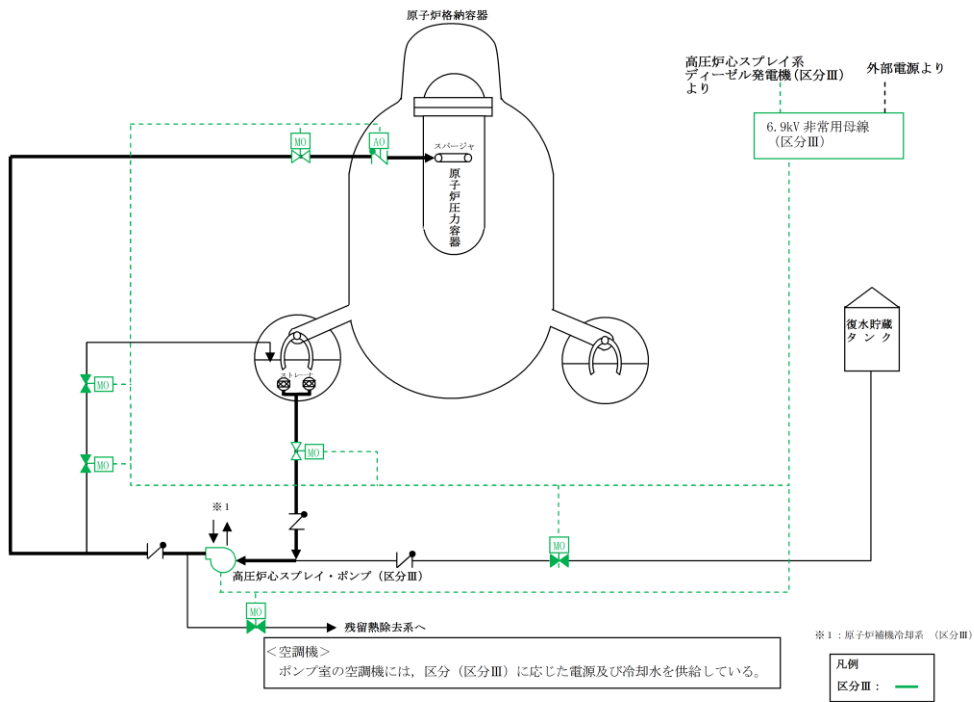 原子炉格納容器
高圧炉心スプレイ系
ディーゼル発電機(区分Ⅲ)
より
外部電源より
6.9kV 非常用母線
(区分Ⅲ)
MO
AO
スパージャ
原子炉圧力容器
復水貯蔵
タンク
ストレーナ
MO
MO
MO
※1
MO
高圧炉心スプレイ・ポンプ(区分Ⅲ)
MO
残留熱除去系へ
※1:原子炉補機冷却系 (区分Ⅲ)
<空調機>
ポンプ室の空調機には,区分(区分Ⅲ)に応じた電源及び冷却水を供給している。
凡例
区分Ⅲ: